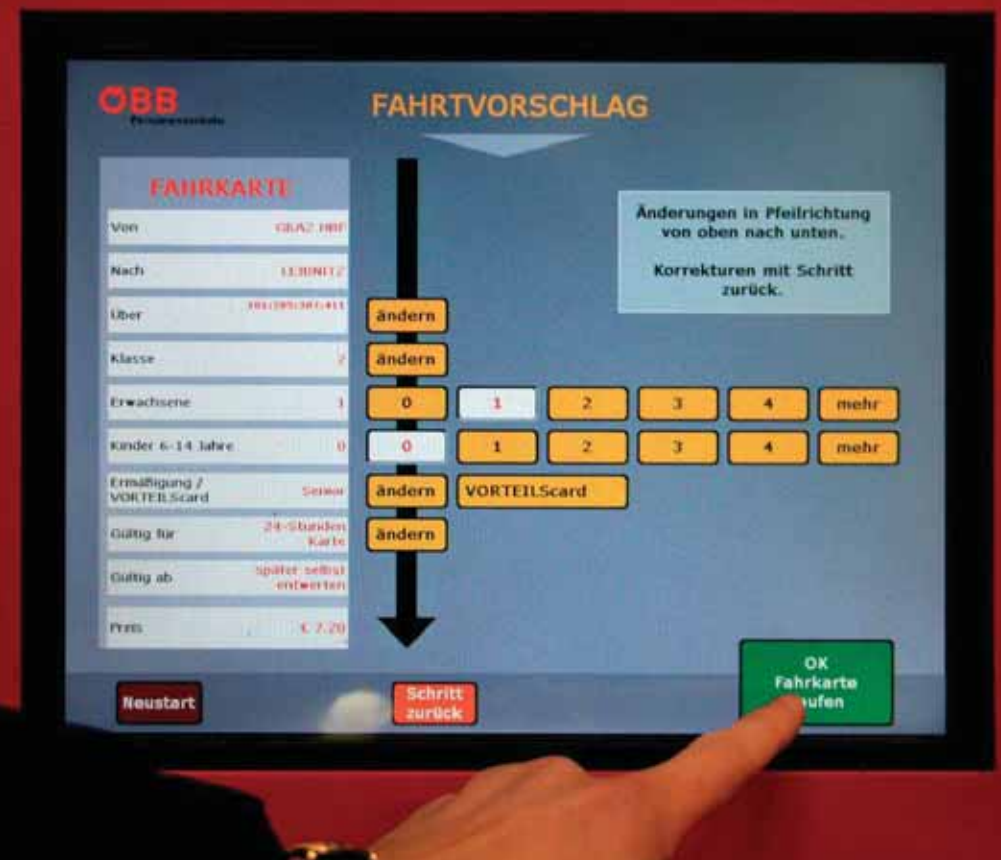 ÖBB
Personenverkehr
FAHRTVORSCHLAG
FAHRKARTE
Von GRAZ HBF
Nach LEIBNITZ
Über
Klasse 2
Erwachsene 1
Kinder 6-14 Jahre 0
Ermäßigung /
VORTEILScard Senior
Gültig für 24-Stunden
Karte
Gültig ab später selbst
entwerten
Preis € 7.20
Änderungen in Pfeilrichtung
von oben nach unten.
Korrekturen mit Schritt
zurück.
ändern
ändern
0 1 2 3 4 mehr
0 1 2 3 4 mehr
ändern VORTEILScard
ändern
Neustart
Schritt
zurück
OK
Fahrkarte